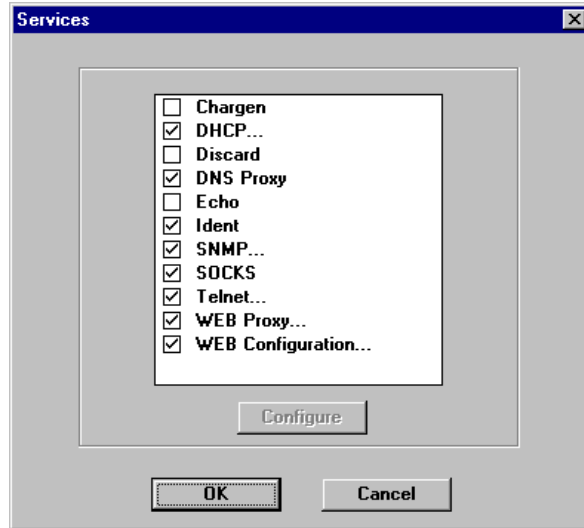 Services
Chargen
DHCP...
Discard
DNS Proxy
Echo
Ident
SNMP...
SOCKS
Telnet...
WEB Proxy...
WEB Configuration...
Configure
OK Cancel